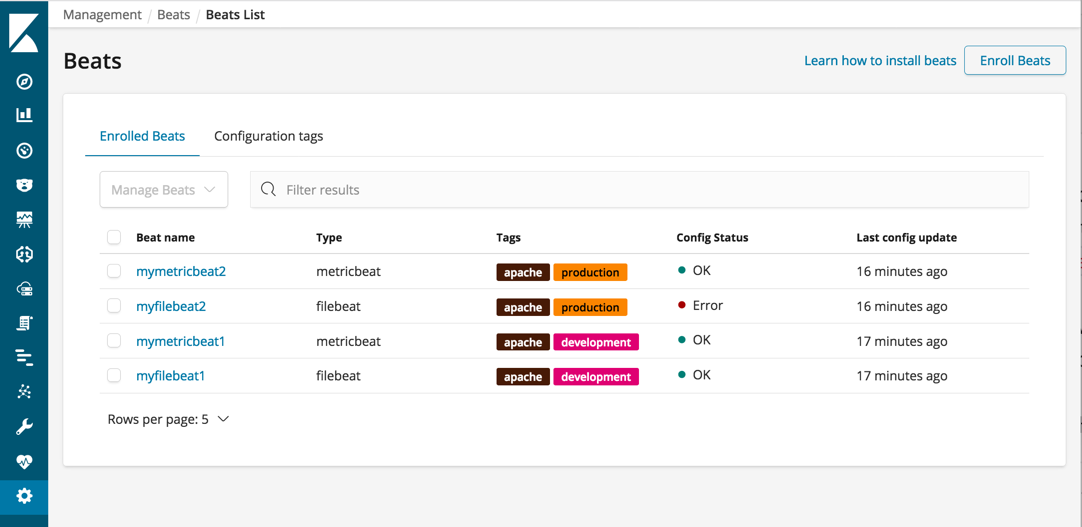 Management / Beats / Beats List
Beats
Learn how to install beats Enroll Beats
Enrolled Beats Configuration tags
Manage Beats Filter results
Beat name Type Tags Config Status Last config update
mymetricbeat2 metricbeat apache production OK 16 minutes ago
myfilebeat2 filebeat apache production Error 16 minutes ago
mymetricbeat1 metricbeat apache development OK 17 minutes ago
myfilebeat1 filebeat apache development OK 17 minutes ago
Rows per page: 5